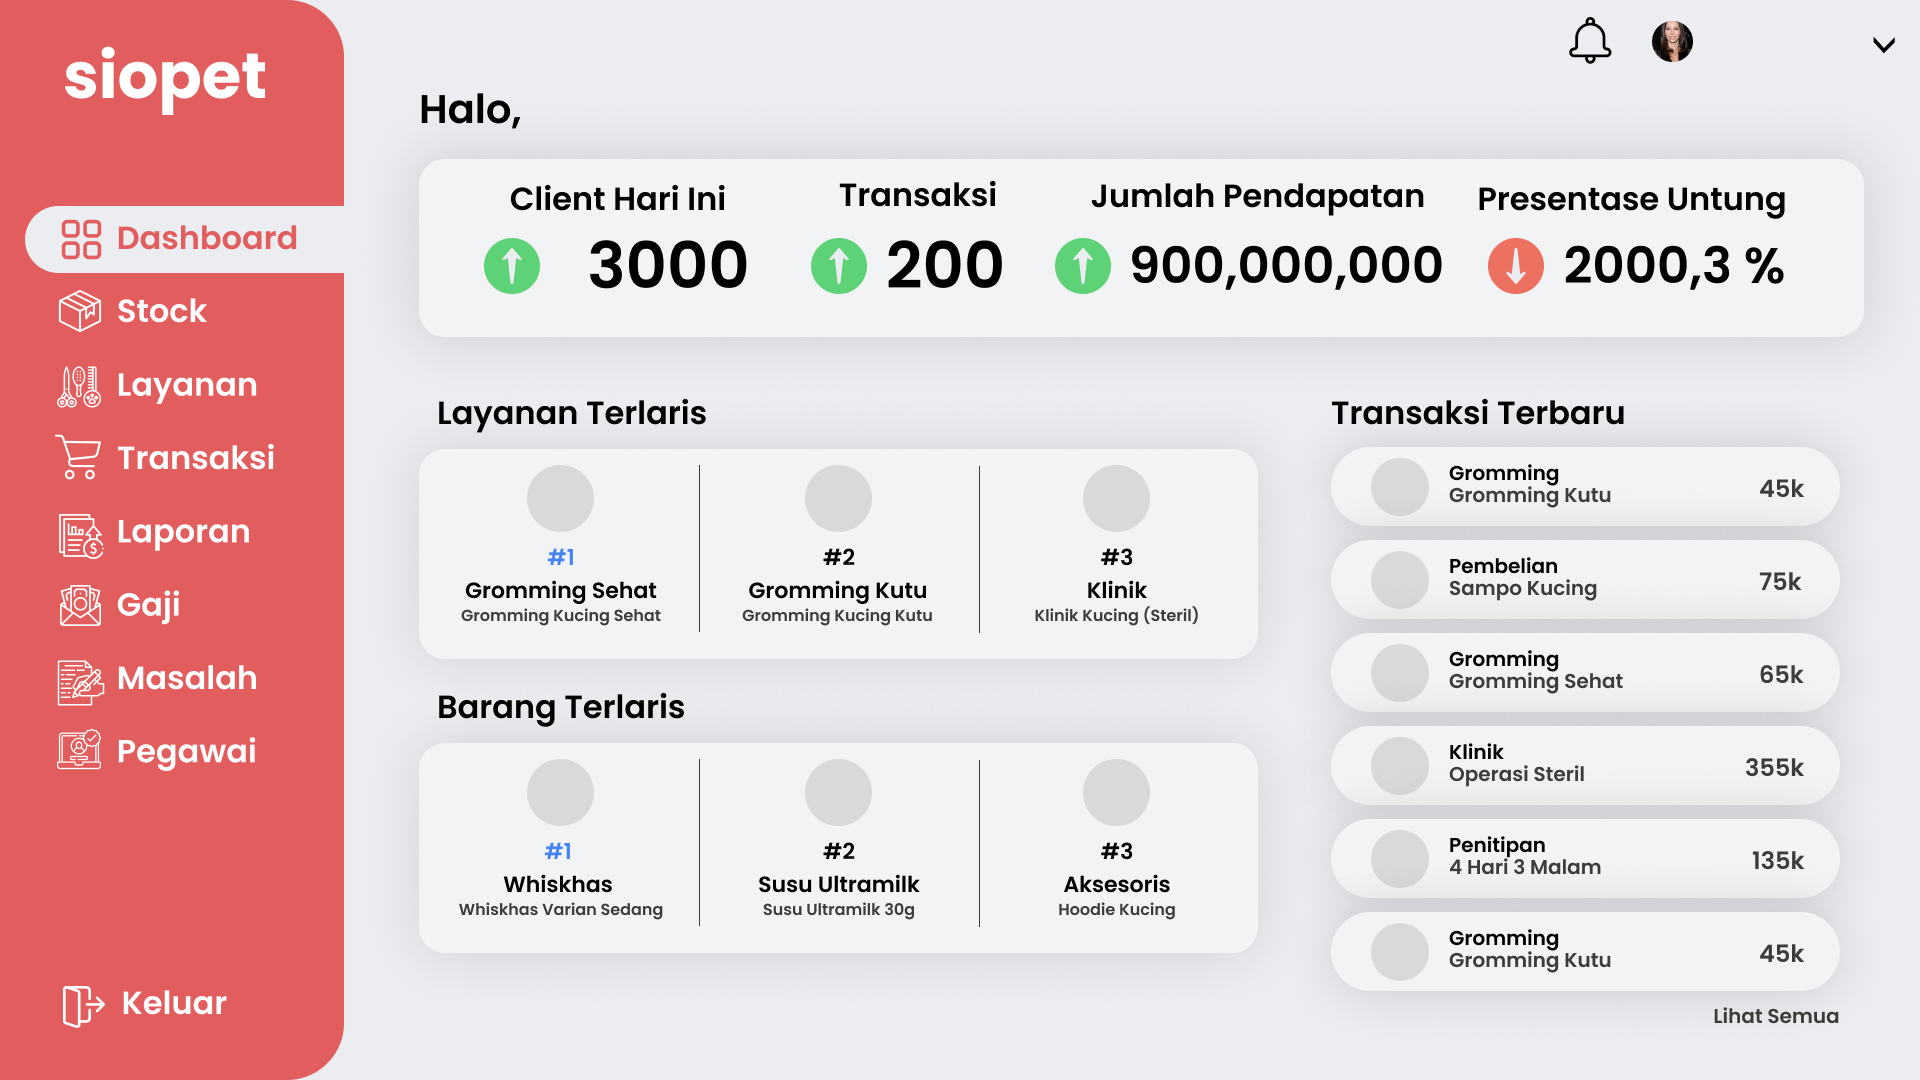 siopet
Dashboard
Stock
Layanan
Transaksi
Laporan
Gaji
Masalah
Pegawai
Keluar
Halo,
Client Hari Ini
3000
Transaksi
200
Jumlah Pendapatan
900,000,000
Presentase Untung
2000,3 %
Layanan Terlaris
#1
Gromming Sehat
Gromming Kucing Sehat
#2
Gromming Kutu
Gromming Kucing Kutu
#3
Klinik
Klinik Kucing (Steril)
Barang Terlaris
#1
Whiskhas
Whiskhas Varian Sedang
#2
Susu Ultramilk
Susu Ultramilk 30g
#3
Aksesoris
Hoodie Kucing
Transaksi Terbaru
Gromming
Gromming Kutu
45k
Pembelian
Sampo Kucing
75k
Gromming
Gromming Sehat
65k
Klinik
Operasi Steril
355k
Penitipan
4 Hari 3 Malam
135k
Gromming
Gromming Kutu
45k
Lihat Semua